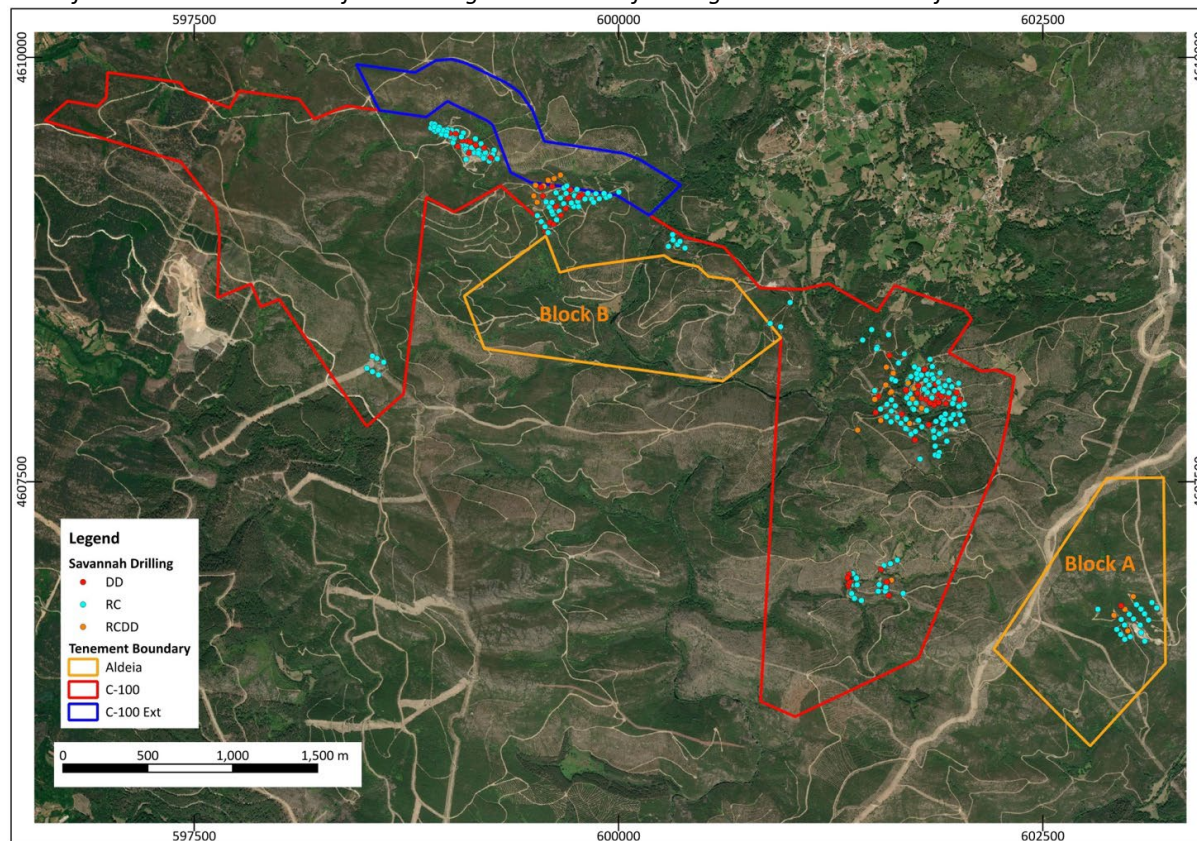 597500
600000
602500
4610000
4610000
Block B
4607500
4607500
Block A
Legend
Savannah Drilling
DD
RC
RCDD
Tenement Boundary
Aldeia
C-100
C-100 Ext
0 500 1,000 1,500 m
597500
600000
602500